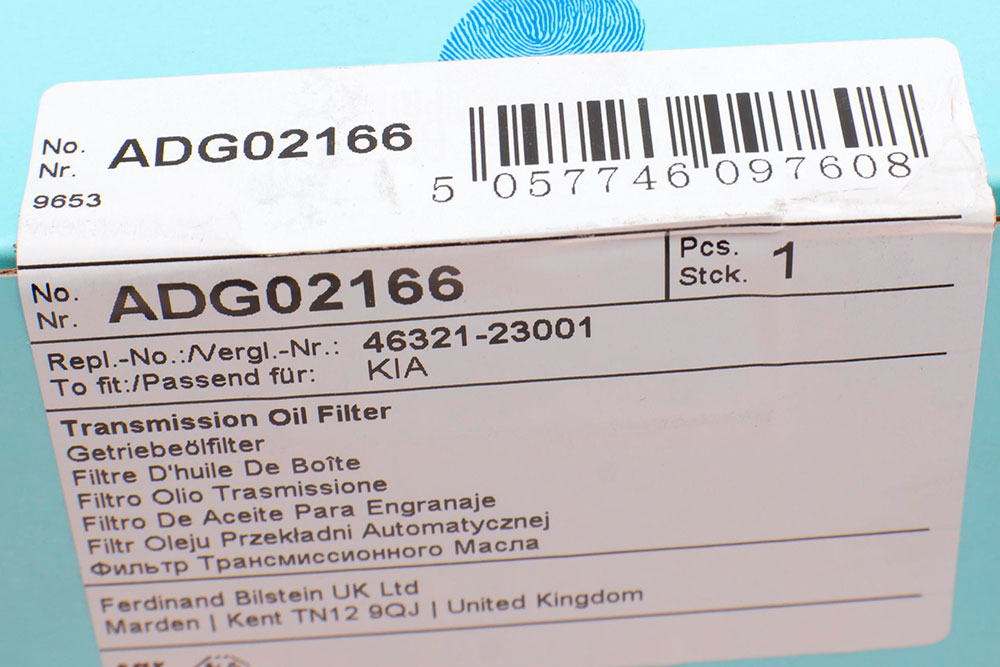 No.
Nr.
ADG02166
9653
5 057746 097608
No.
Nr.
ADG02166
Pcs.
Stck.
1
Repl.-No.:/Vergl.-Nr.: 46321-23001
To fit:/Passend für: KIA
Transmission Oil Filter
Getriebeölfilter
Filtre D'huile De Boîte
Filtro Olio Trasmissione
Filtro De Aceite Para Engranaje
Filtr Oleju Przekładni Automatycznej
Фильтр Трансмиссионного Масла
Ferdinand Bilstein UK Ltd
Marden | Kent TN12 9QJ | United Kingdom